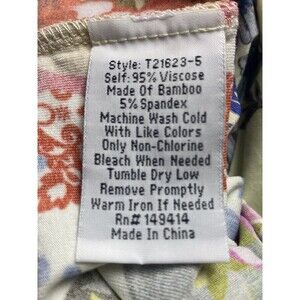 Style: T21623-5
Self: 95% Viscose
Made Of Bamboo
5% Spandex
Machine Wash Cold
With Like Colors
Only Non-Chlorine
Bleach When Needed
Tumble Dry Low
Remove Promptly
Warm Iron If Needed
Rn# 149414
Made In China